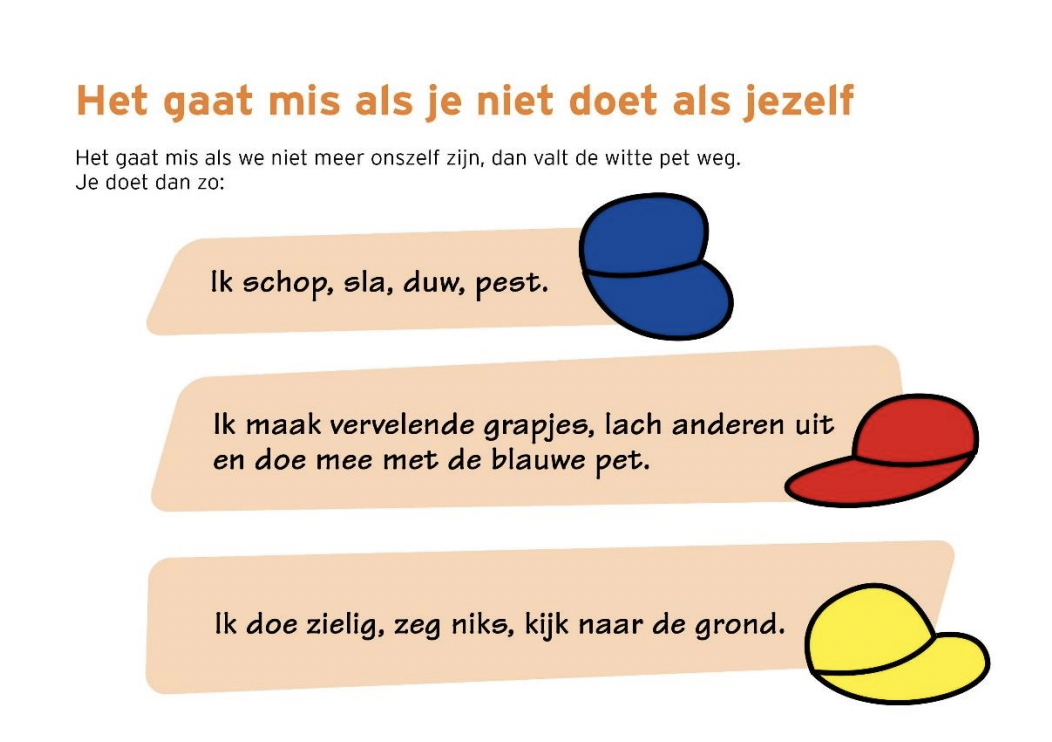 Het gaat mis als je niet doet als jezelf
Het gaat mis als we niet meer onszelf zijn, dan valt de witte pet weg.
Je doet dan zo:
Ik schop, sla, duw, pest.
Ik maak vervelende grapjes, lach anderen uit
en doe mee met de blauwe pet.
Ik doe zielig, zeg niks, kijk naar de grond.